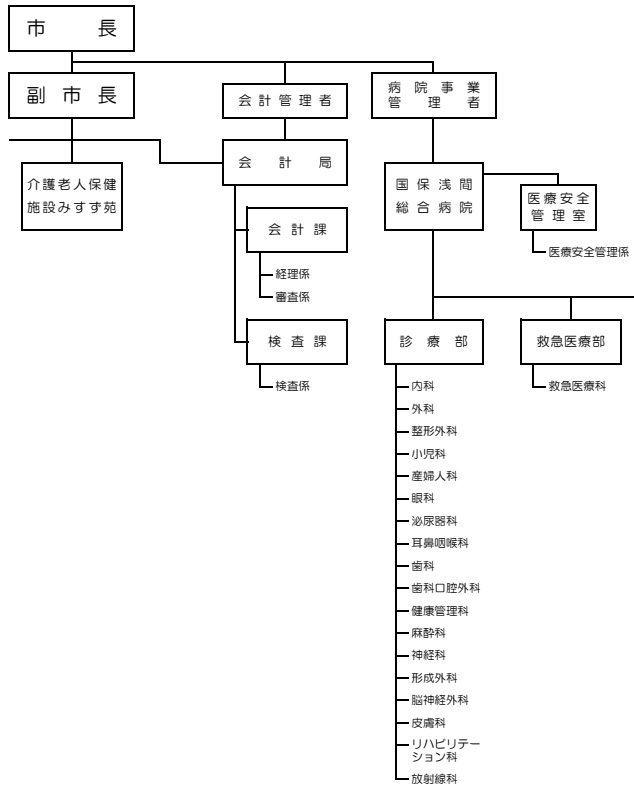 市長
副市長
会計管理者
病院事業
管理者
会計局
介護老人保健
施設みすず苑
国保浅間
総合病院
医療安全
管理室
医療安全管理係
会計課
経理係
審査係
検査課
検査係
診療部
救急医療部
救急医療科
内科
外科
整形外科
小児科
産婦人科
眼科
泌尿器科
耳鼻咽喉科
歯科
歯科口腔外科
健康管理科
麻酔科
神経科
形成外科
脳神経外科
皮膚科
リハビリテー
ション科
放射線科